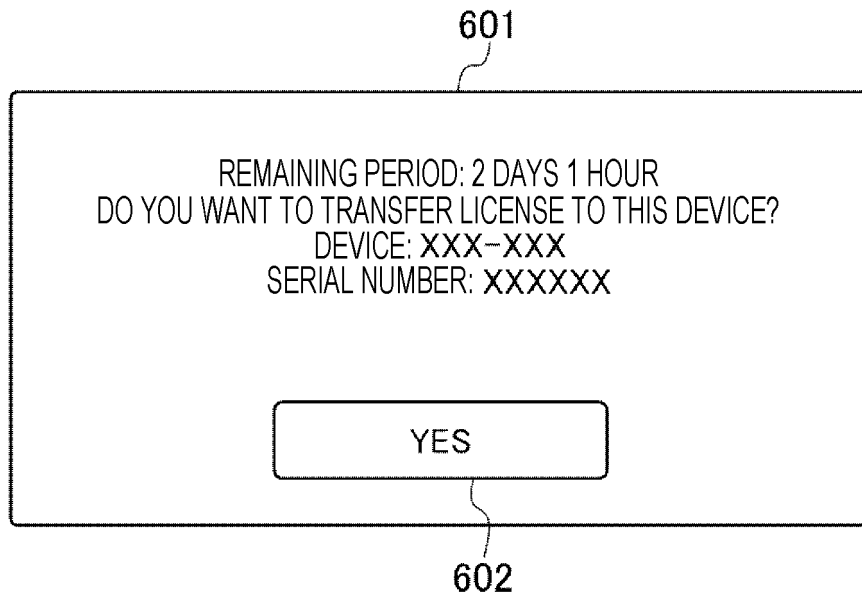 601
REMAINING PERIOD: 2 DAYS 1 HOUR
DO YOU WANT TO TRANSFER LICENSE TO THIS DEVICE?
DEVICE: XXX-XXX
SERIAL NUMBER: XXXXXX
YES
602